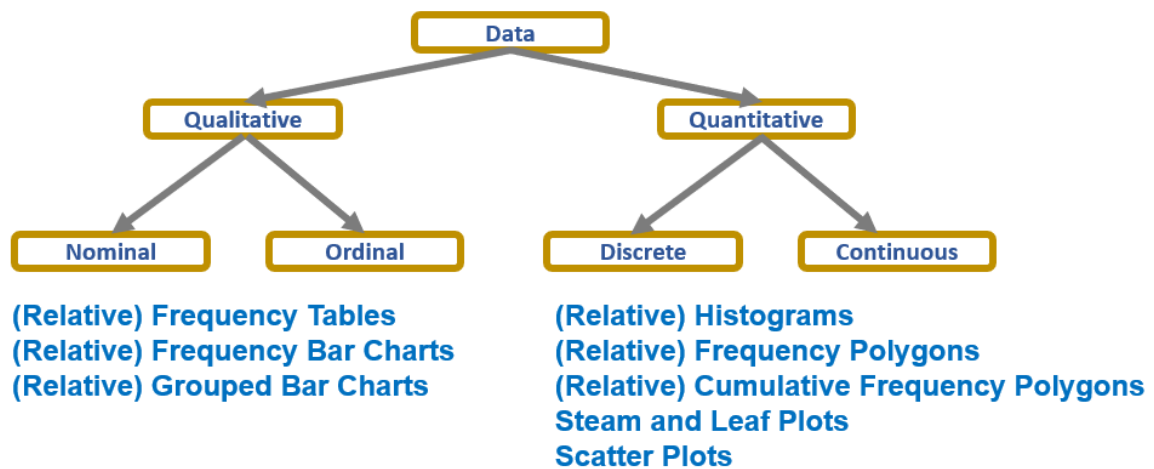 Data
Qualitative
Quantitative
Nominal
Ordinal
Discrete
Continuous
(Relative) Frequency Tables
(Relative) Frequency Bar Charts
(Relative) Grouped Bar Charts
(Relative) Histograms
(Relative) Frequency Polygons
(Relative) Cumulative Frequency Polygons
Steam and Leaf Plots
Scatter Plots